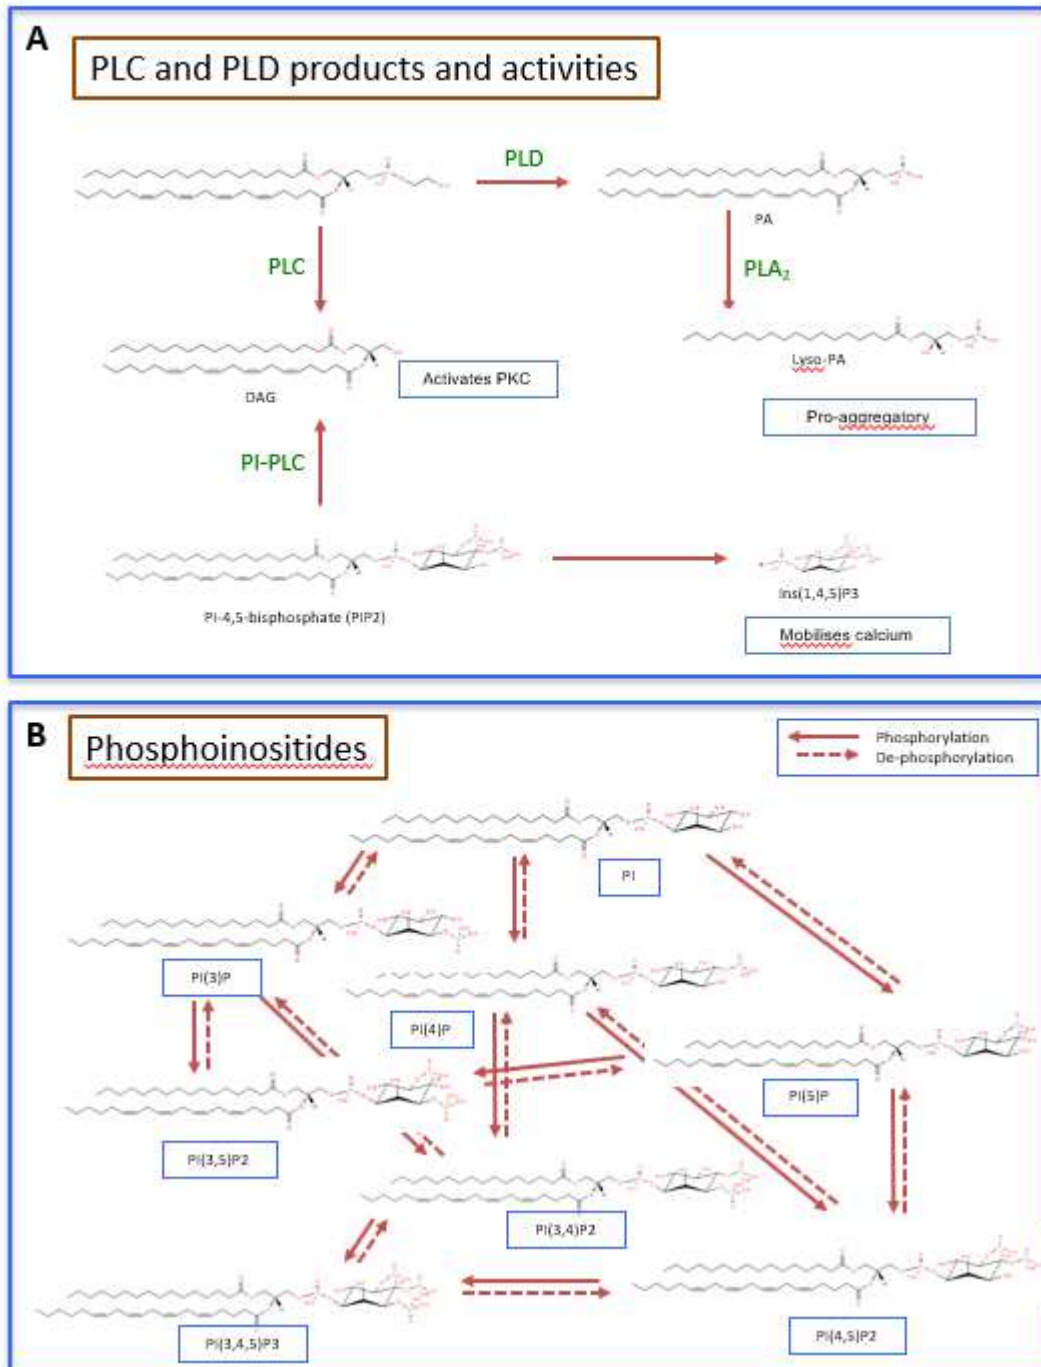 A
PLC and PLD products and activities
PLD
PA
PLC
PLA₂
Lyso-PA
DAG
Activates PKC
Pro-aggregatory
PI-PLC
PI-4,5-bisphosphate (PIP2)
Ins(1,4,5)P3
Mobilises calcium
B
Phosphoinositides
Phosphorylation
De-phosphorylation
PI
PI(3)P
PI(4)P
PI(5)P
PI(3,5)P2
PI(3,4)P2
PI(3,4,5)P3
PI(4,5)P2